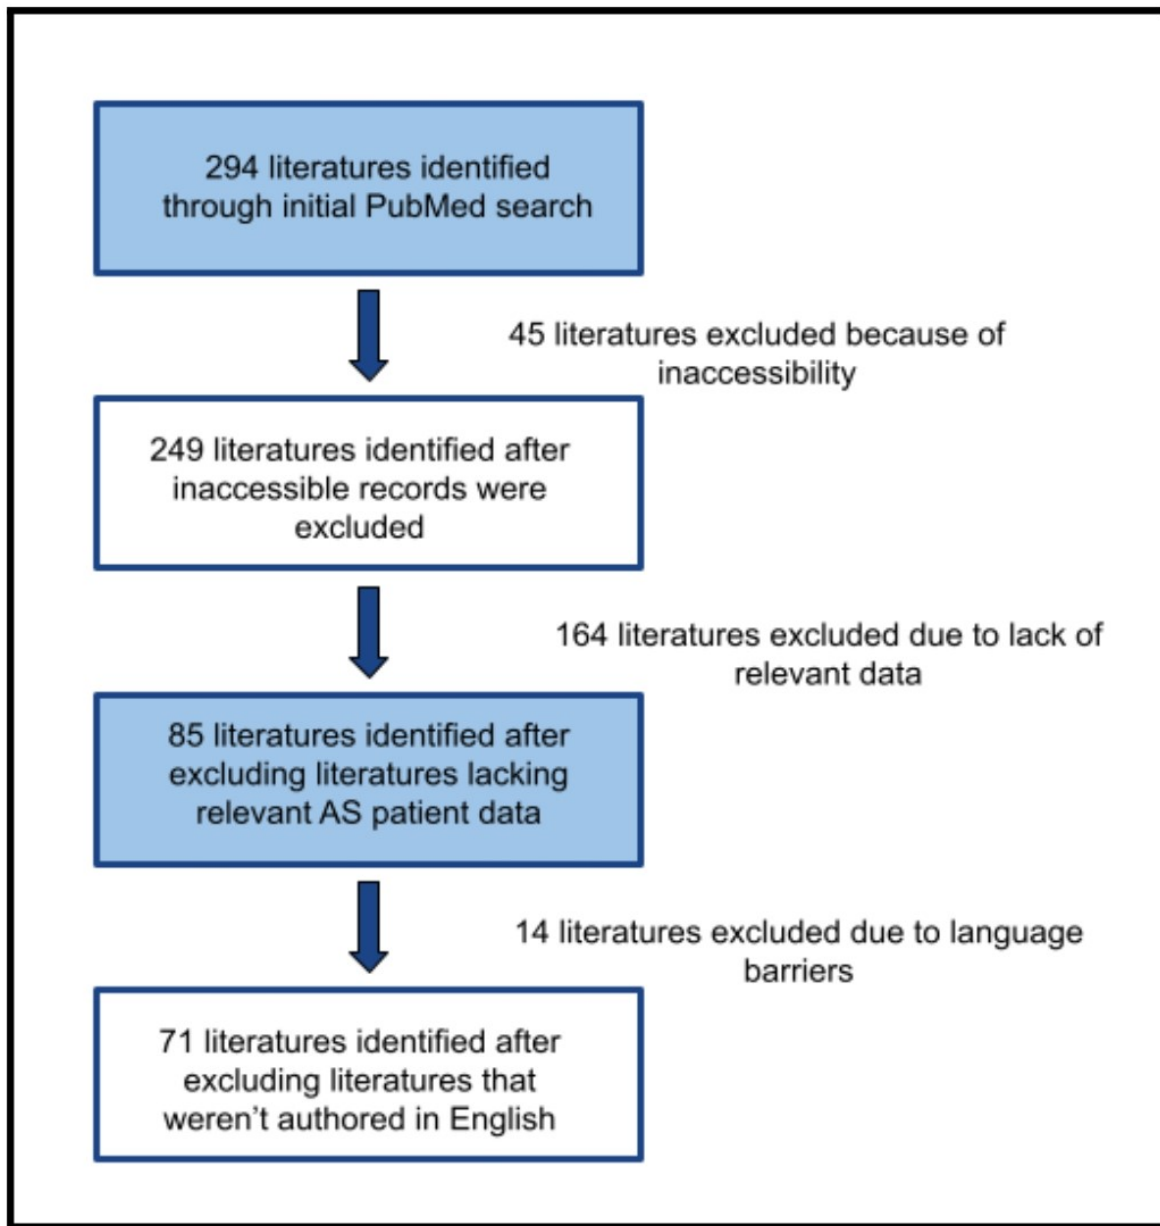 294 literatures identified
through initial PubMed search
45 literatures excluded because of
inaccessibility
249 literatures identified after
inaccessible records were
excluded
164 literatures excluded due to lack of
relevant data
85 literatures identified after
excluding literatures lacking
relevant AS patient data
14 literatures excluded due to language
barriers
71 literatures identified after
excluding literatures that
weren’t authored in English